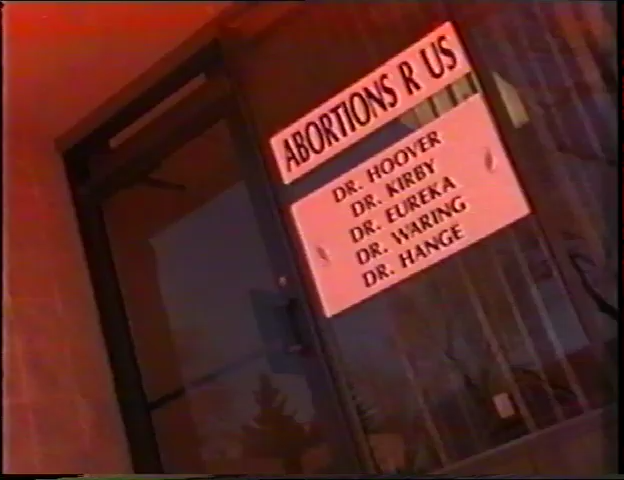 ABORTIONS R US
DR. HOOVER
DR. KIRBY
DR. EUREKA
DR. WARING
DR. HANGE